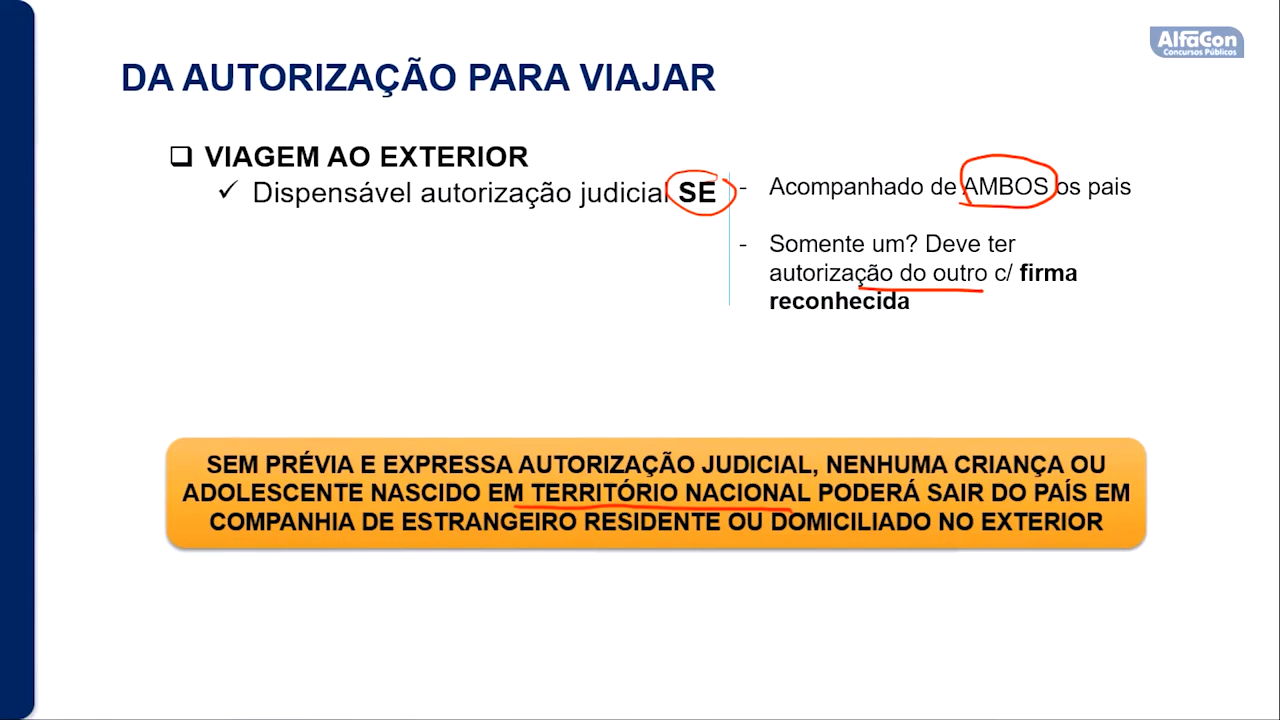 AlfaCon
Concursos Públicos
DA AUTORIZAÇÃO PARA VIAJAR
❑ VIAGEM AO EXTERIOR
✓ Dispensável autorização judicial SE
- Acompanhado de AMBOS os pais
- Somente um? Deve ter
autorização do outro c/ firma
reconhecida
SEM PRÉVIA E EXPRESSA AUTORIZAÇÃO JUDICIAL, NENHUMA CRIANÇA OU
ADOLESCENTE NASCIDO EM TERRITÓRIO NACIONAL PODERÁ SAIR DO PAÍS EM
COMPANHIA DE ESTRANGEIRO RESIDENTE OU DOMICILIADO NO EXTERIOR